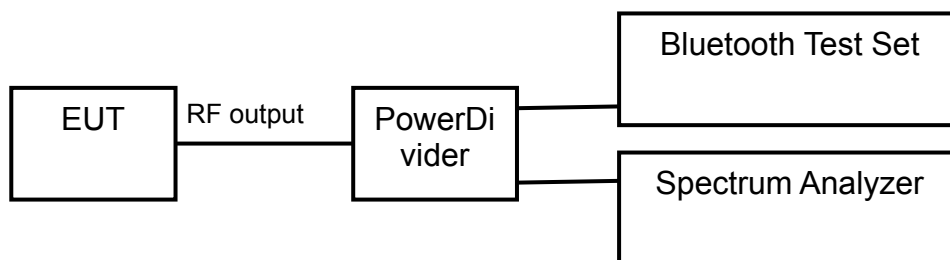 EUT
RF output
PowerDi
vider
Bluetooth Test Set
Spectrum Analyzer